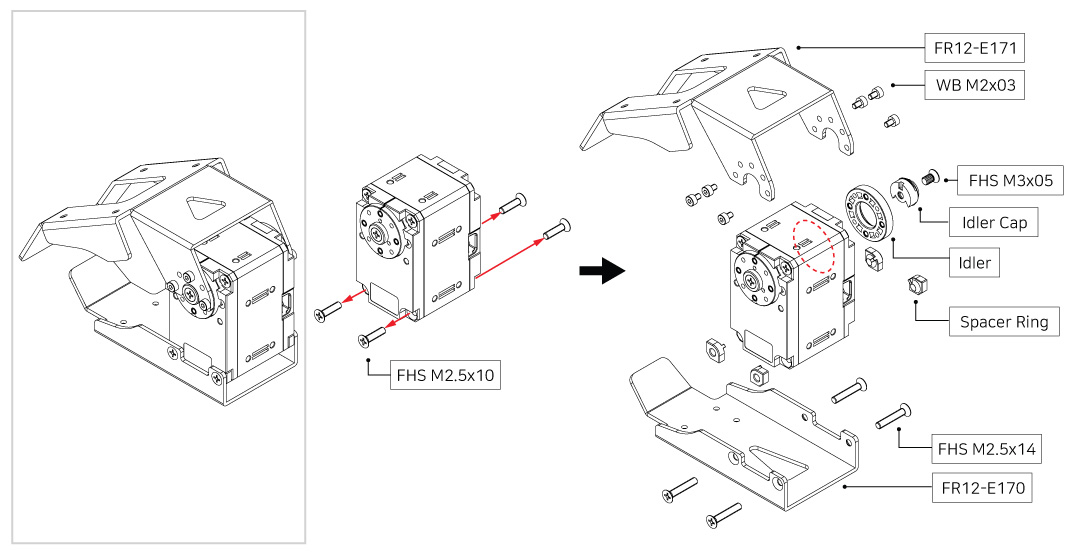 FR12-E171
WB M2x03
FHS M3x05
Idler Cap
Idler
Spacer Ring
FHS M2.5x10
FHS M2.5x14
FR12-E170